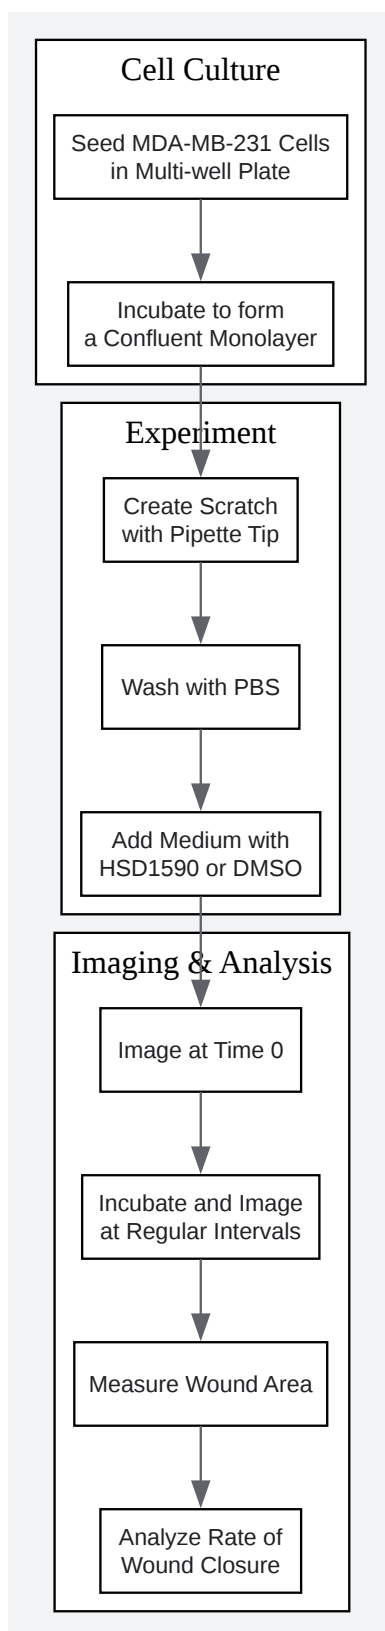 Cell Culture
Seed MDA-MB-231 Cells
in Multi-well Plate
Incubate to form
a Confluent Monolayer
Experiment
Create Scratch
with Pipette Tip
Wash with PBS
Add Medium with
HSD1590 or DMSO
Imaging & Analysis
Image at Time 0
Incubate and Image
at Regular Intervals
Measure Wound Area
Analyze Rate of
Wound Closure